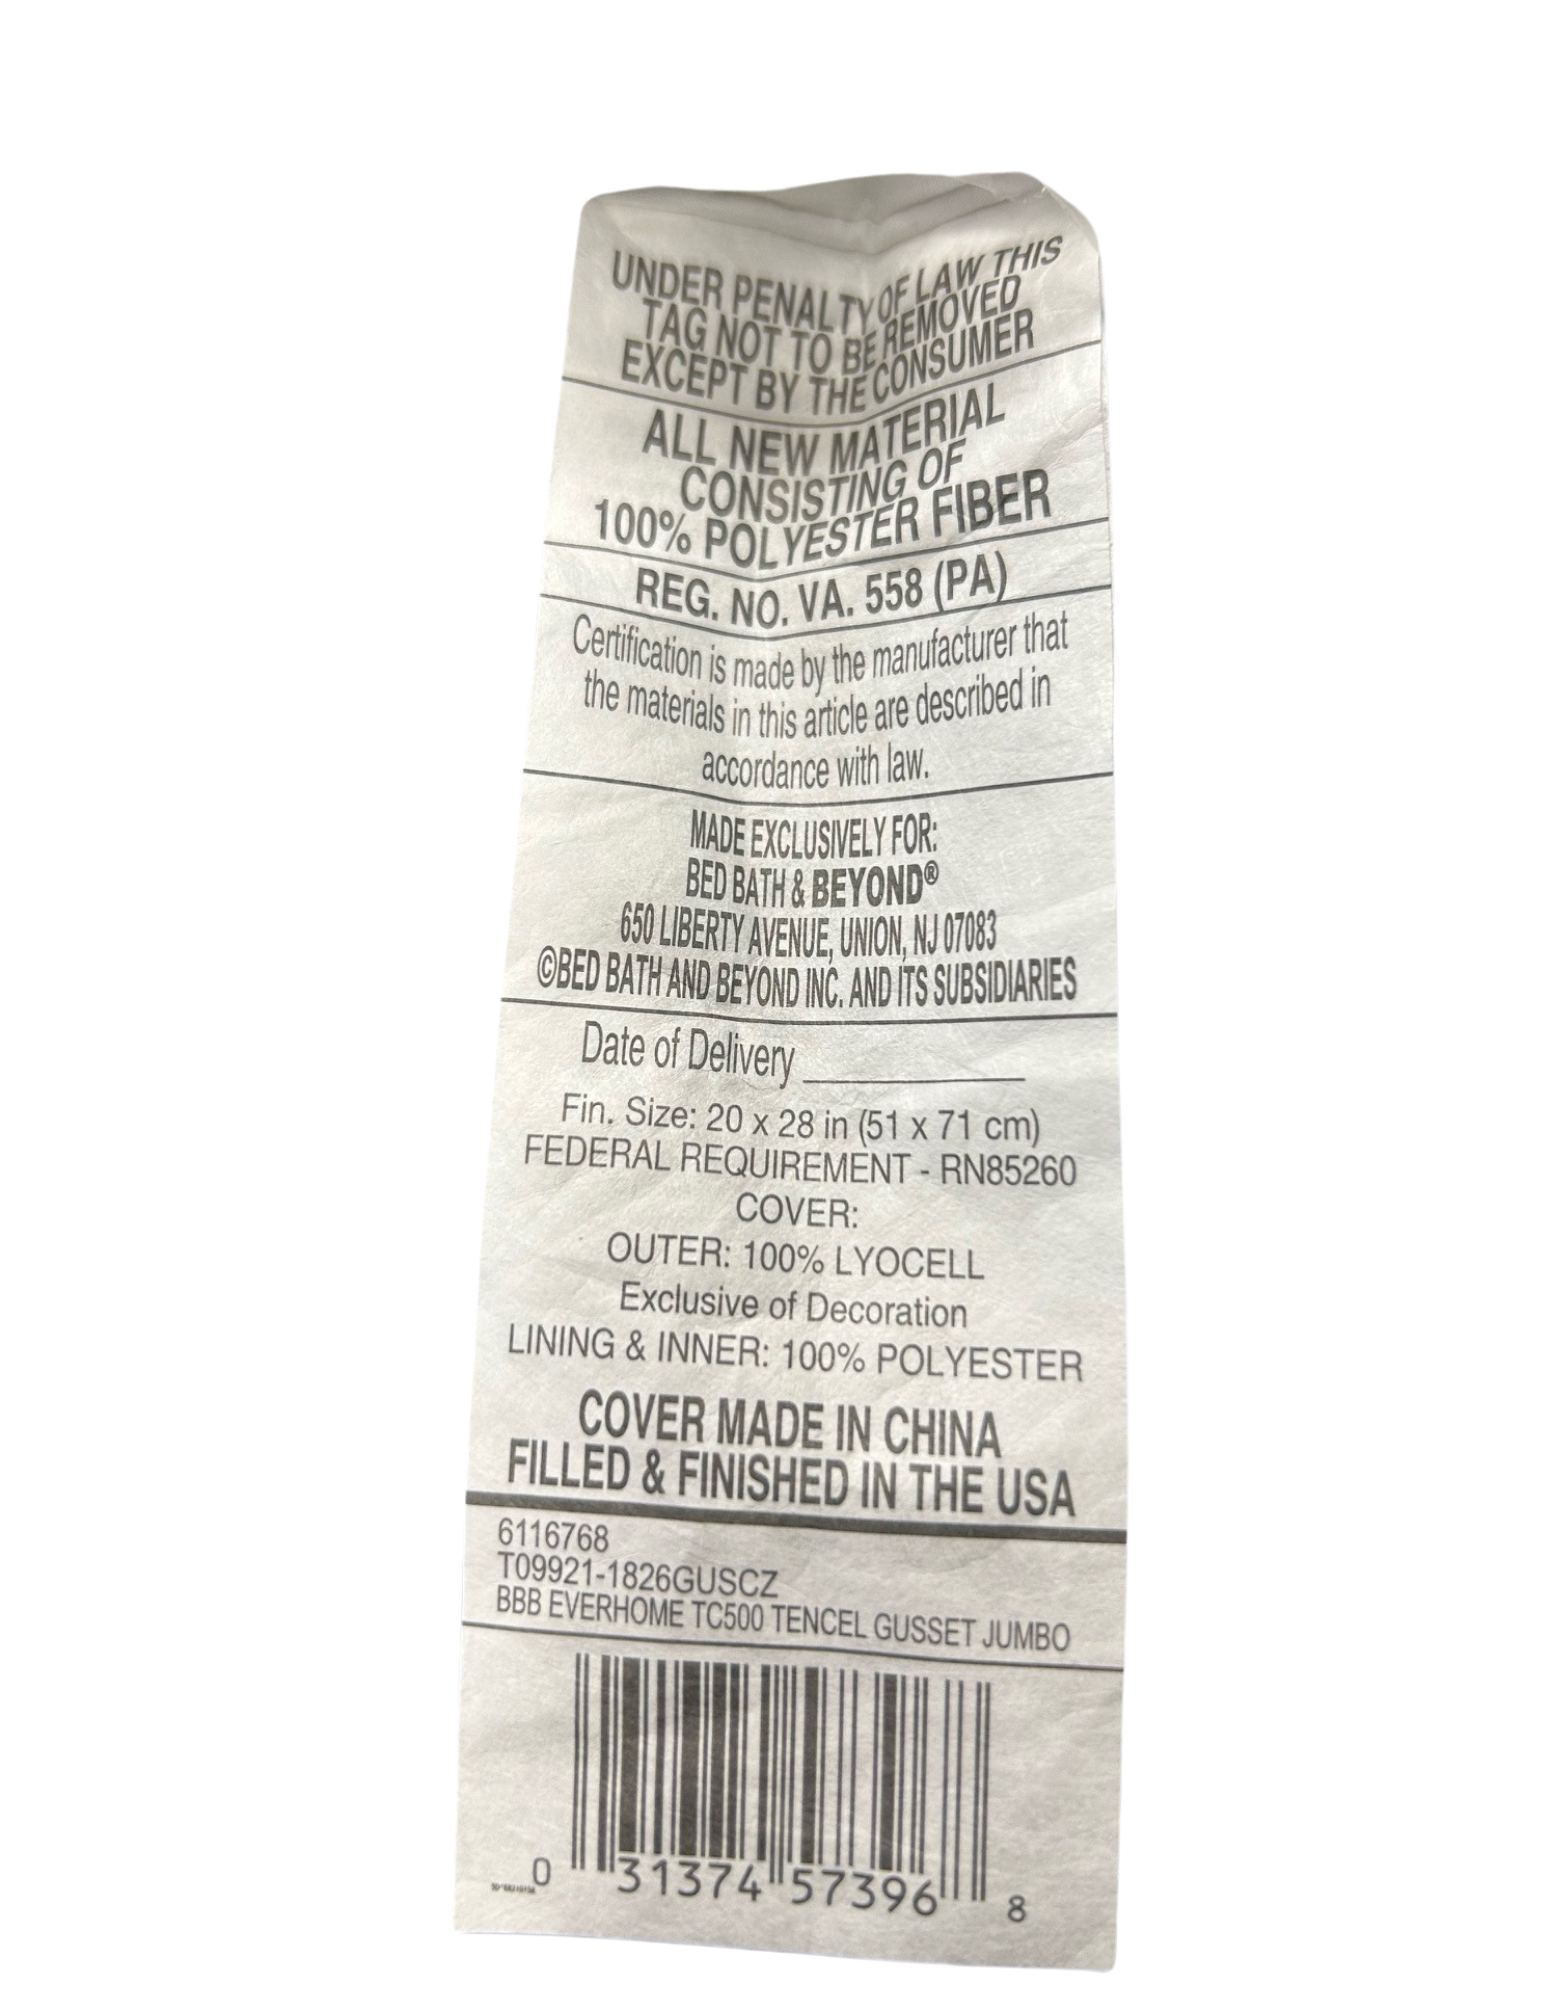 UNDER PENALTY OF LAW THIS
TAG NOT TO BE REMOVED
EXCEPT BY THE CONSUMER
ALL NEW MATERIAL
CONSISTING OF
100% POLYESTER FIBER
REG. NO. VA. 558 (PA)
Certification is made by the manufacturer that
the materials in this article are described in
accordance with law.
MADE EXCLUSIVELY FOR:
BED BATH & BEYOND®
650 LIBERTY AVENUE, UNION, NJ 07083
©BED BATH AND BEYOND INC. AND ITS SUBSIDIARIES
Date of Delivery
Fin. Size: 20 x 28 in (51 x 71 cm)
FEDERAL REQUIREMENT - RN85260
COVER:
OUTER: 100% LYOCELL
Exclusive of Decoration
LINING & INNER: 100% POLYESTER
COVER MADE IN CHINA
FILLED & FINISHED IN THE USA
6116768
T09921-1826GUSCZ
BBB EVERHOME TC500 TENCEL GUSSET JUMBO
0 31374 57396 8